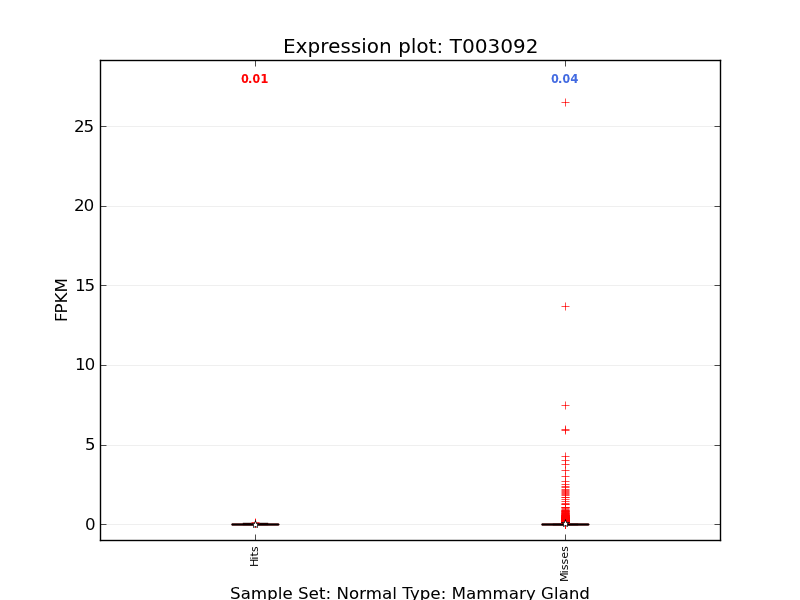 Expression plot: T003092
0.01
0.04
25
20
15
10
5
0
FPKM
Hits
Misses
Sample Set: Normal Type: Mammary Gland